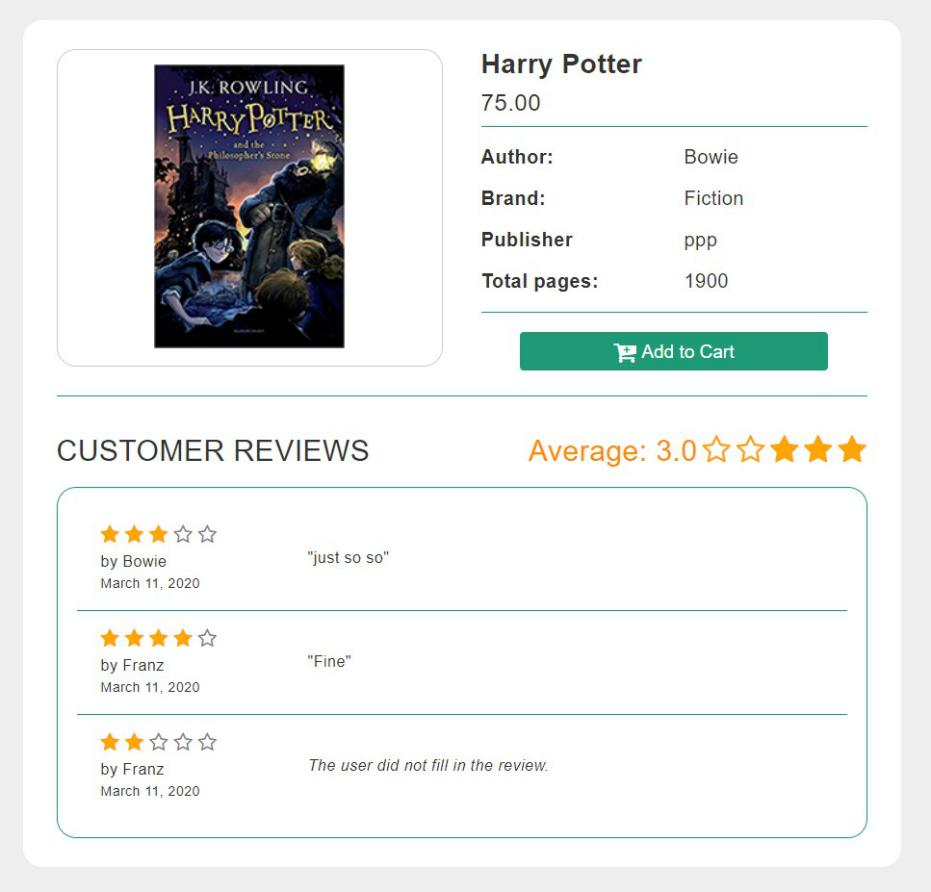 J.K. ROWLING
HARRY POTTER
and the
Philosopher's Stone
BLOOMSBURY
Harry Potter
75.00
Author: Bowie
Brand: Fiction
Publisher ppp
Total pages: 1900
Add to Cart
CUSTOMER REVIEWS
Average: 3.0
by Bowie
March 11, 2020
"just so so"
by Franz
March 11, 2020
"Fine"
by Franz
March 11, 2020
The user did not fill in the review.